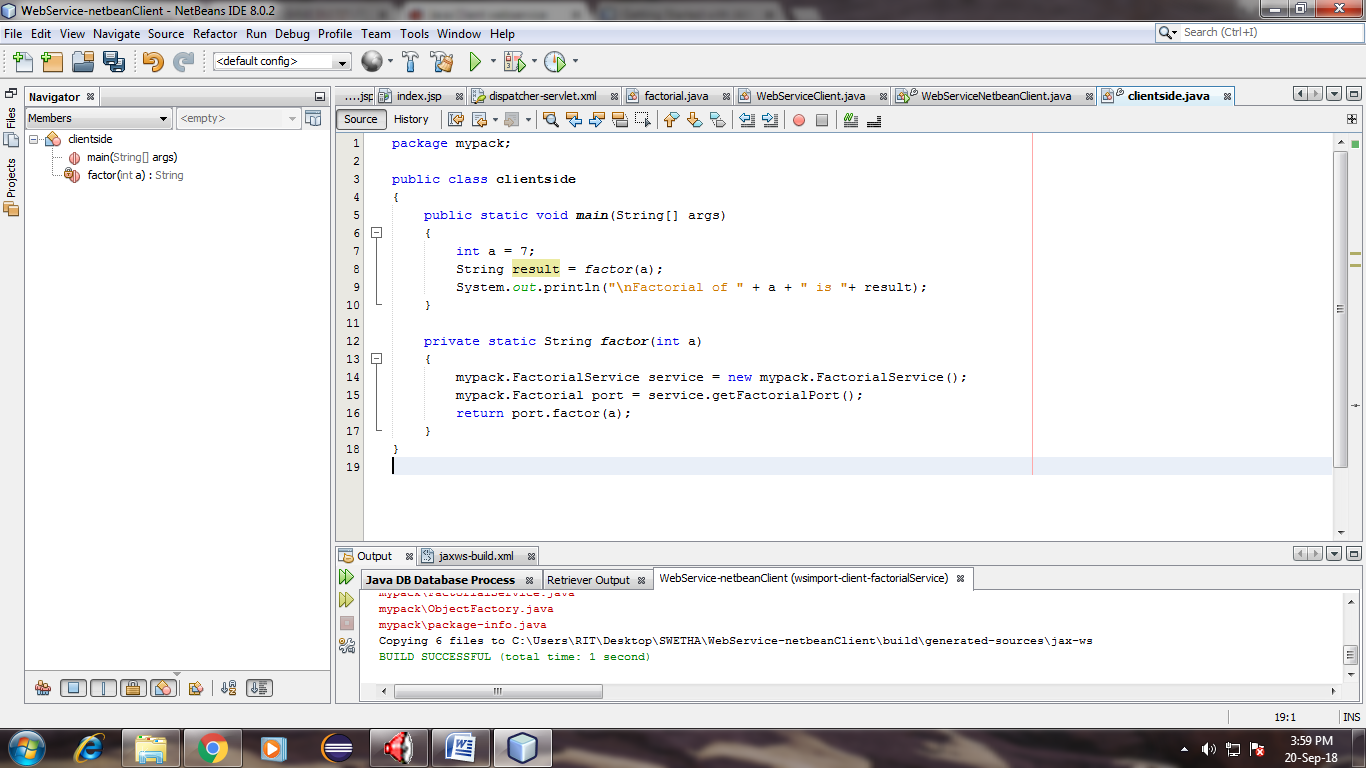 WebService-netbeanClient - NetBeans IDE 8.0.2
File Edit View Navigate Source Refactor Run Debug Profile Team Tools Window Help
Search (Ctrl+I)
<default config>
Files
Projects
Navigator
Members
<empty>
clientside
main(String[] args)
factor(int a) : String
....jsp index.jsp dispatcher-servlet.xml factorial.java WebServiceClient.java WebServiceNetbeanClient.java clientside.java
Source History
1 package mypack;
2
3 public class clientside
4 {
5 public static void main(String[] args)
6 {
7 int a = 7;
8 String result = factor(a);
9 System.out.println("\nFactorial of " + a + " is "+ result);
10 }
11
12 private static String factor(int a)
13 {
14 mypack.FactorialService service = new mypack.FactorialService();
15 mypack.Factorial port = service.getFactorialPort();
16 return port.factor(a);
17 }
18 }
19
Output jaxws-build.xml
Java DB Database Process Retriever Output WebService-netbeanClient (wsimport-client-factorialService)
mypack\FactorialService.java
mypack\ObjectFactory.java
mypack\package-info.java
Copying 6 files to C:\Users\RIT\Desktop\SWETHA\WebService-netbeanClient\build\generated-sources\jax-ws
BUILD SUCCESSFUL (total time: 1 second)
19:1 INS
3:59 PM
20-Sep-18